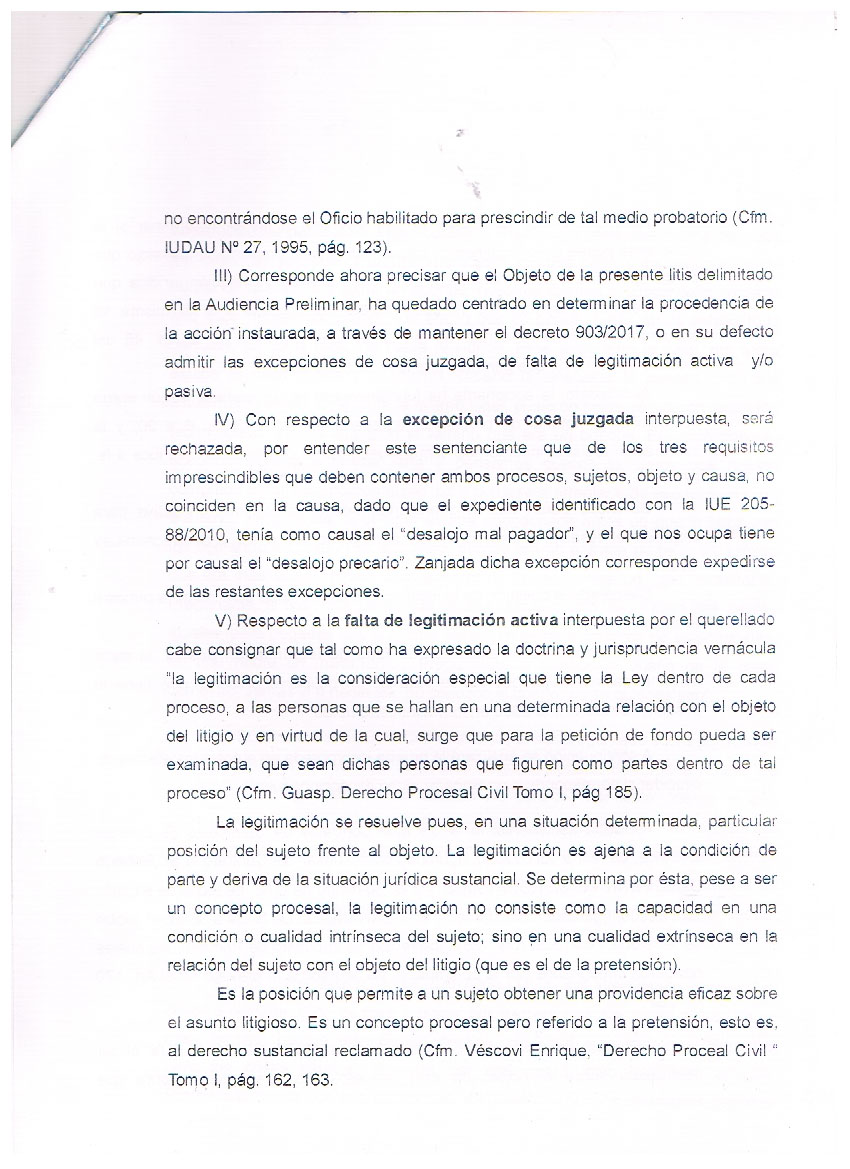 no encontrándose el Oficio habilitado para prescindir de tal medio probatorio (Cfm.
IUDAU Nº 27, 1995, pág. 123).
III) Corresponde ahora precisar que el Objeto de la presente litis delimitado
en la Audiencia Preliminar, ha quedado centrado en determinar la procedencia de
la acción instaurada, a través de mantener el decreto 903/2017, o en su defecto
admitir las excepciones de cosa juzgada, de falta de legitimación activa y/o
pasiva.
IV) Con respecto a la excepción de cosa juzgada interpuesta, será
rechazada, por entender este sentenciante que de los tres requisitos
imprescindibles que deben contener ambos procesos, sujetos, objeto y causa, no
coinciden en la causa, dado que el expediente identificado con la IUE 205-
88/2010, tenía como causal el “desalojo mal pagador”, y el que nos ocupa tiene
por causal el “desalojo precario”. Zanjada dicha excepción corresponde expedirse
de las restantes excepciones.
V) Respecto a la falta de legitimación activa interpuesta por el querellado
cabe consignar que tal como ha expresado la doctrina y jurisprudencia vernácula
“la legitimación es la consideración especial que tiene la Ley dentro de cada
proceso, a las personas que se hallan en una determinada relación con el objeto
del litigio y en virtud de la cual, surge que para la petición de fondo pueda ser
examinada, que sean dichas personas que figuren como partes dentro de tal
proceso” (Cfm. Guasp. Derecho Procesal Civil Tomo I, pág 185).
La legitimación se resuelve pues, en una situación determinada, particular
posición del sujeto frente al objeto. La legitimación es ajena a la condición de
parte y deriva de la situación jurídica sustancial. Se determina por ésta, pese a ser
un concepto procesal, la legitimación no consiste como la capacidad en una
condición o cualidad intrínseca del sujeto; sino en una cualidad extrínseca en la
relación del sujeto con el objeto del litigio (que es el de la pretensión).
Es la posición que permite a un sujeto obtener una providencia eficaz sobre
el asunto litigioso. Es un concepto procesal pero referido a la pretensión, esto es,
al derecho sustancial reclamado (Cfm. Véscovi Enrique. “Derecho Proceal Civil “
Tomo I, pág. 162, 163.